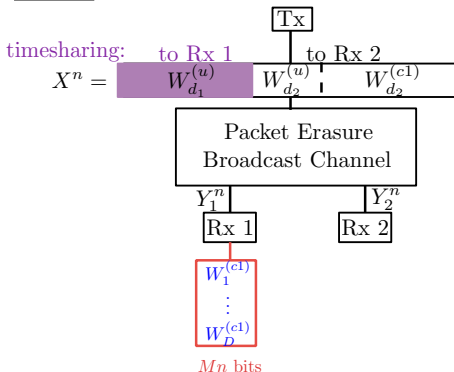 Tx
timesharing: to Rx 1 to Rx 2
X^n = W_{d_1}^{(u)} W_{d_2}^{(u)} W_{d_2}^{(c1)}
Packet Erasure
Broadcast Channel
Y_1^n Y_2^n
Rx 1 Rx 2
W_1^{(c1)}
⋮
W_D^{(c1)}
Mn bits